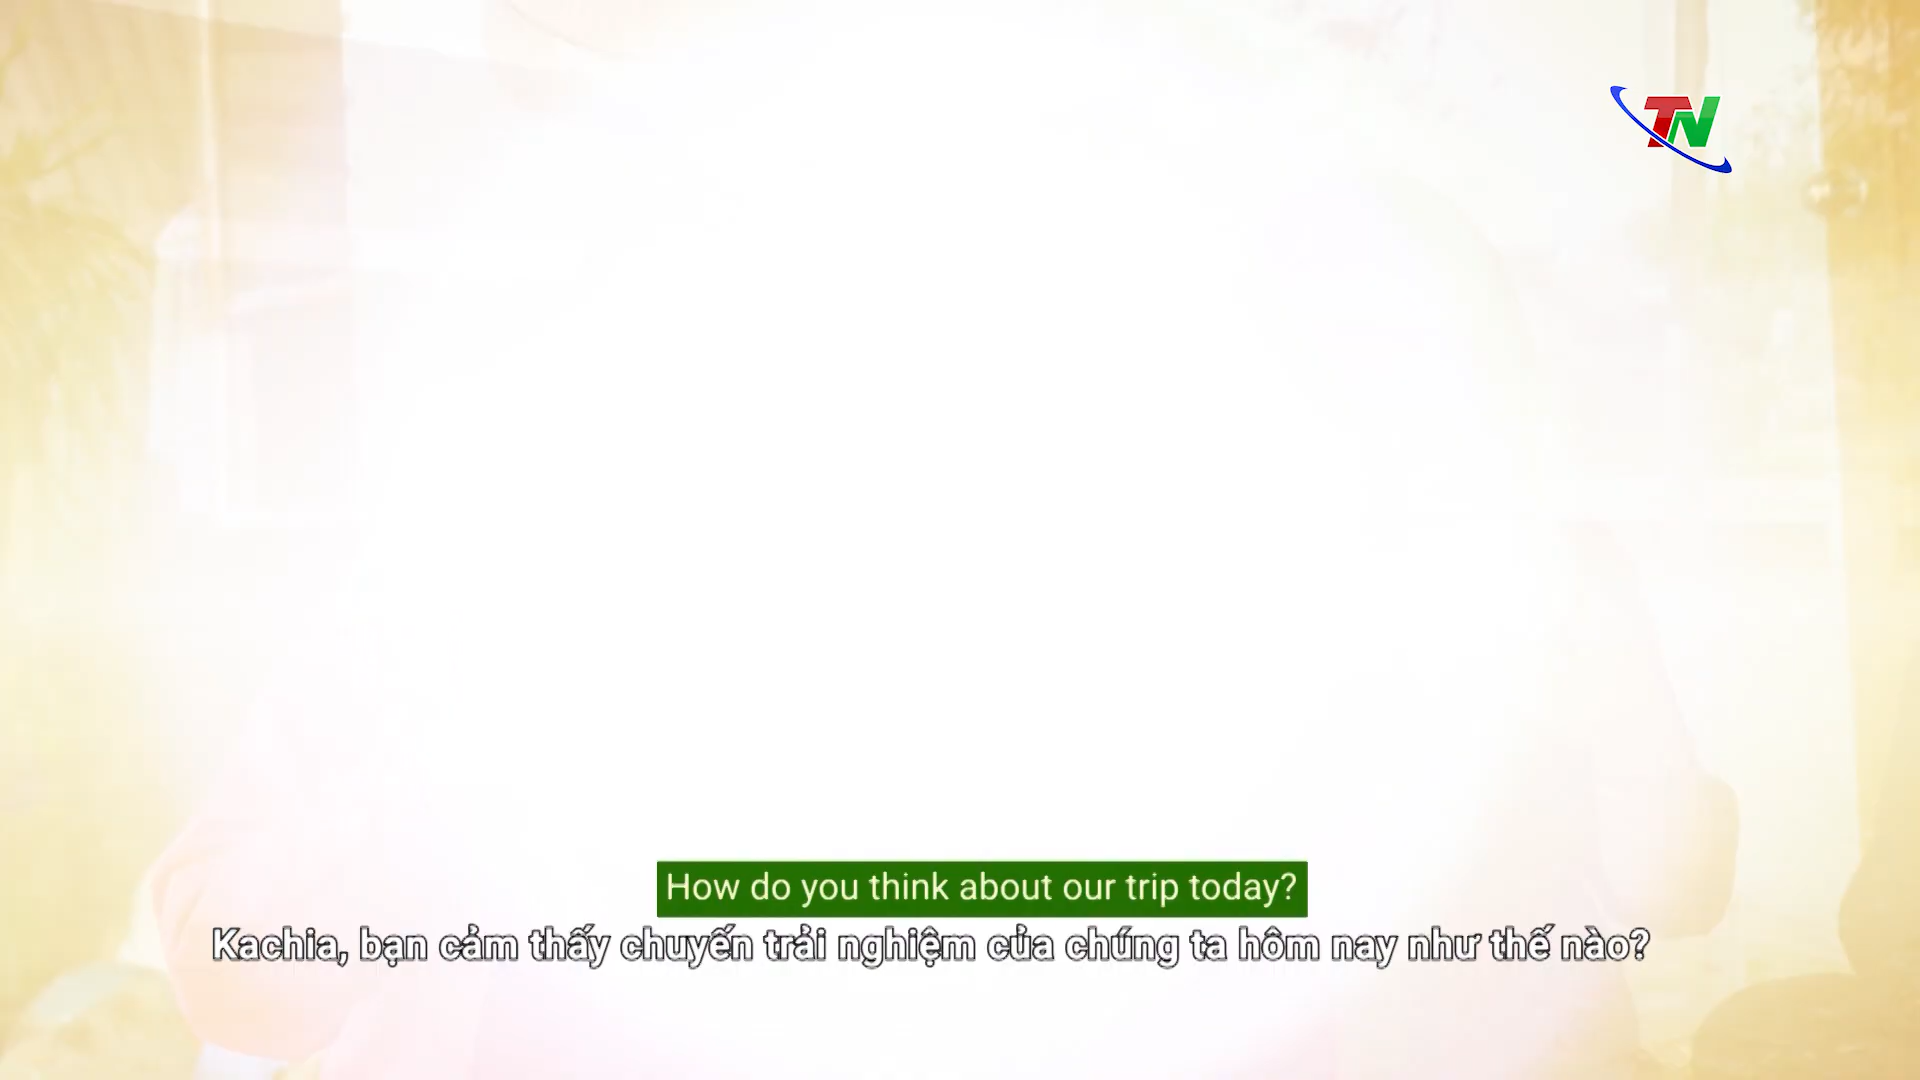 TN
How do you think about our trip today?
Kachia, bạn cảm thấy chuyến trải nghiệm của chúng ta hôm nay như thế nào?